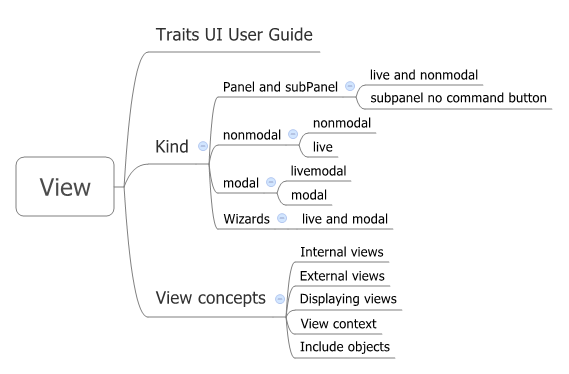 View
Traits UI User Guide
Kind
Panel and subPanel
live and nonmodal
subpanel no command button
nonmodal
nonmodal
live
modal
livemodal
modal
Wizards
live and modal
View concepts
Internal views
External views
Displaying views
View context
Include objects